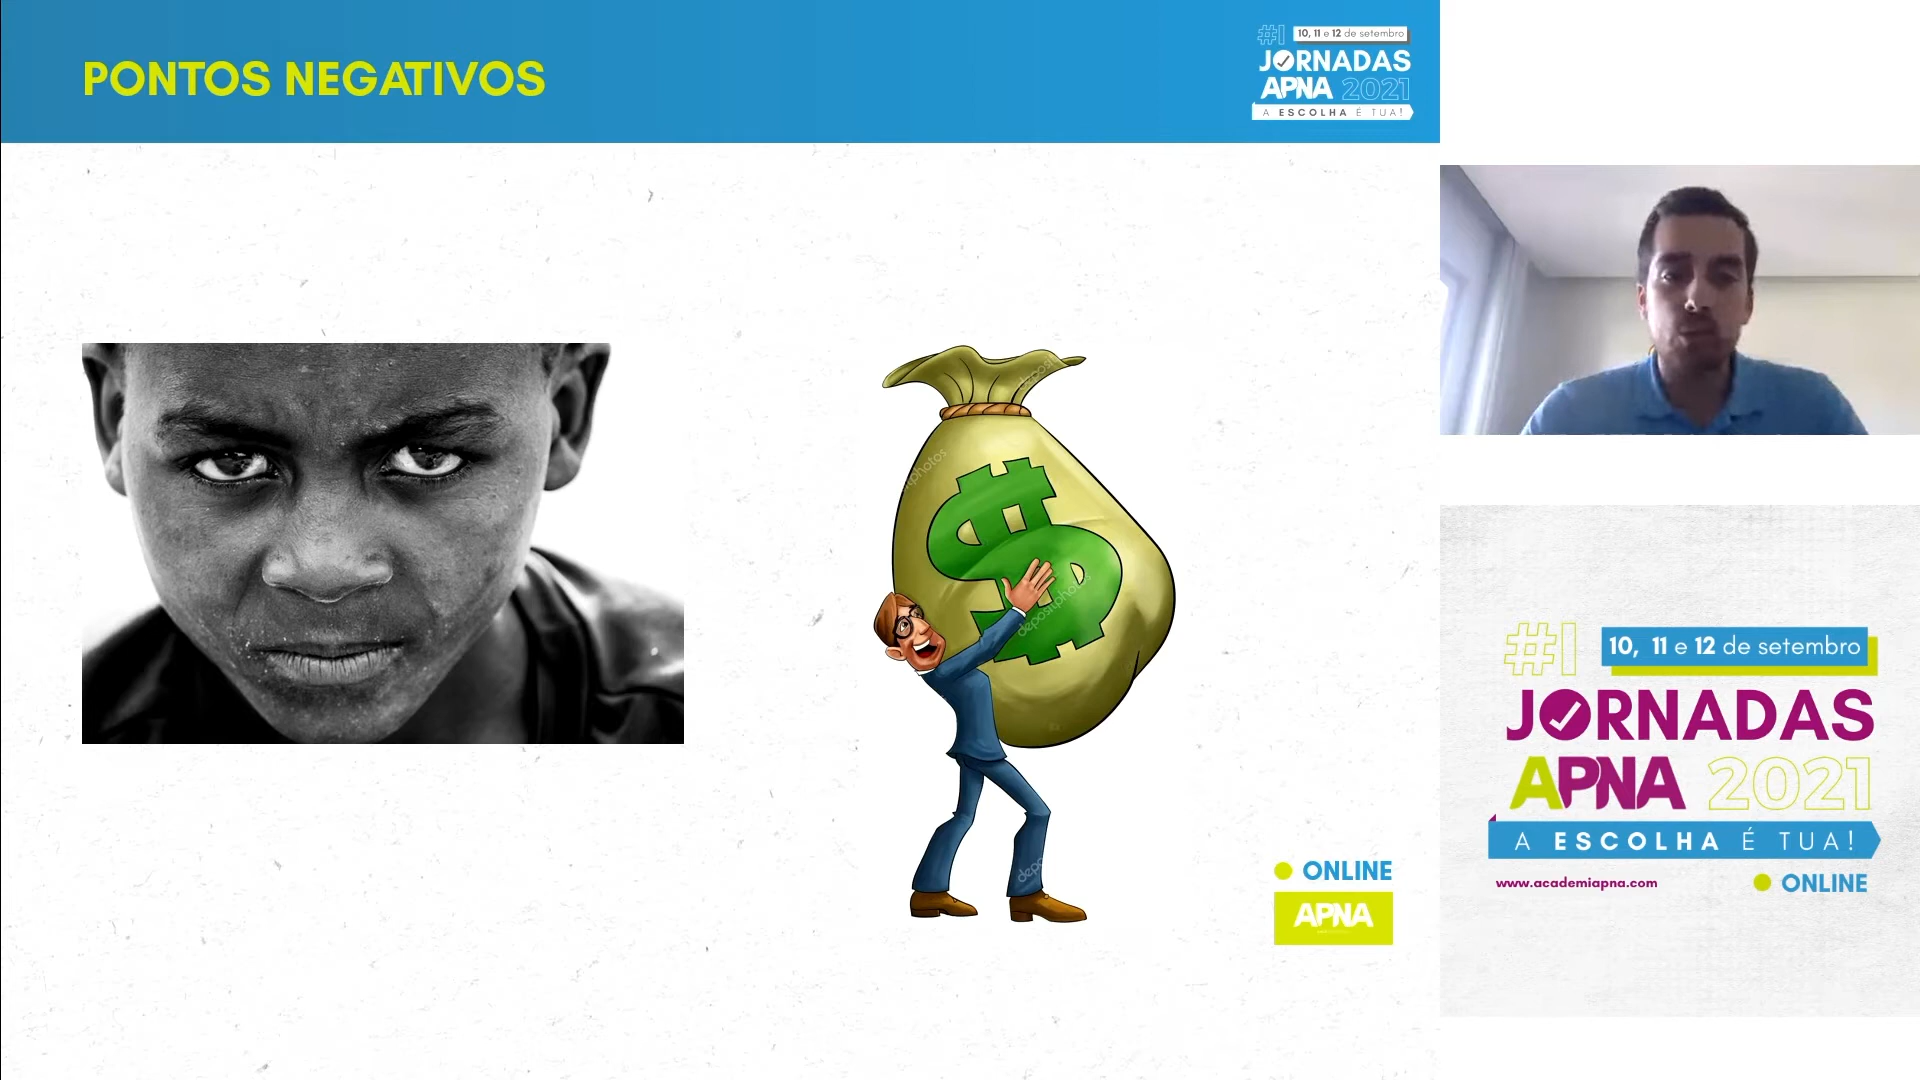 PONTOS NEGATIVOS
#1 10, 11 e 12 de setembro
JORNADAS
APNA 2021
A ESCOLHA É TUA!
depositphotos
ONLINE
APNA
#1 10, 11 e 12 de setembro
JORNADAS
APNA 2021
A ESCOLHA É TUA!
www.academiapna.com
ONLINE